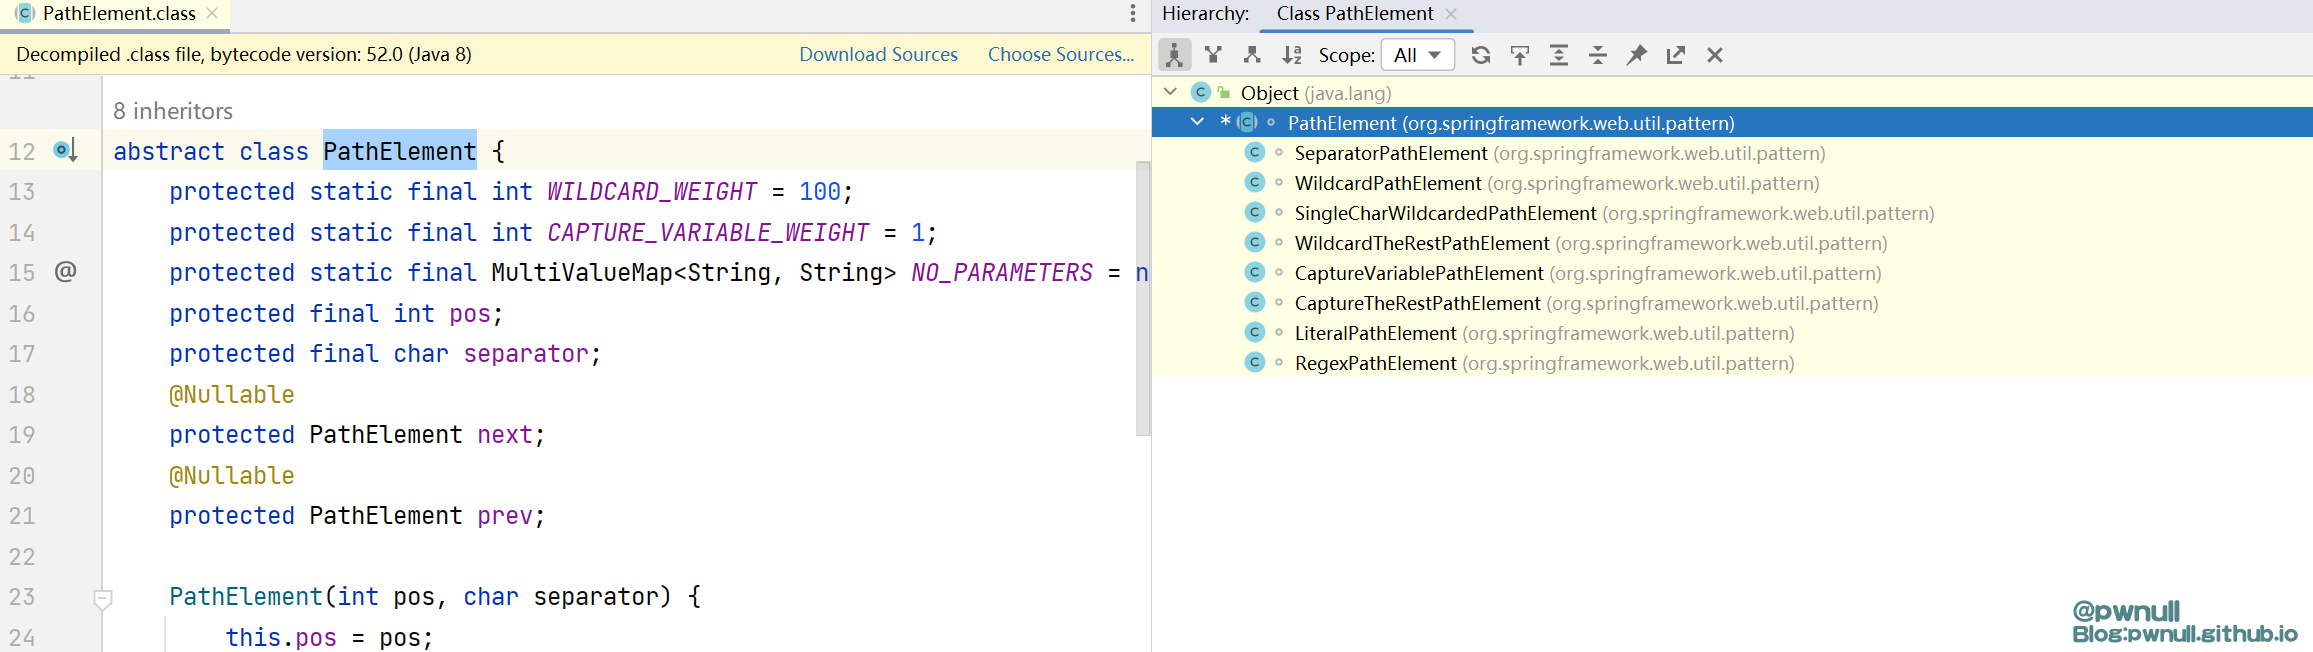 PathElement.class
Decompiled .class file, bytecode version: 52.0 (Java 8)
Download Sources
Choose Sources...
11
8 inheritors
12 abstract class PathElement {
13 protected static final int WILDCARD_WEIGHT = 100;
14 protected static final int CAPTURE_VARIABLE_WEIGHT = 1;
15 @ protected static final MultiValueMap<String, String> NO_PARAMETERS = n
16 protected final int pos;
17 protected final char separator;
18 @Nullable
19 protected PathElement next;
20 @Nullable
21 protected PathElement prev;
22
23 PathElement(int pos, char separator) {
24 this.pos = pos;
Hierarchy: Class PathElement
Scope: All
Object (java.lang)
* PathElement (org.springframework.web.util.pattern)
SeparatorPathElement (org.springframework.web.util.pattern)
WildcardPathElement (org.springframework.web.util.pattern)
SingleCharWildcardedPathElement (org.springframework.web.util.pattern)
WildcardTheRestPathElement (org.springframework.web.util.pattern)
CaptureVariablePathElement (org.springframework.web.util.pattern)
CaptureTheRestPathElement (org.springframework.web.util.pattern)
LiteralPathElement (org.springframework.web.util.pattern)
RegexPathElement (org.springframework.web.util.pattern)
@pwnull
Blog:pwnull.github.io